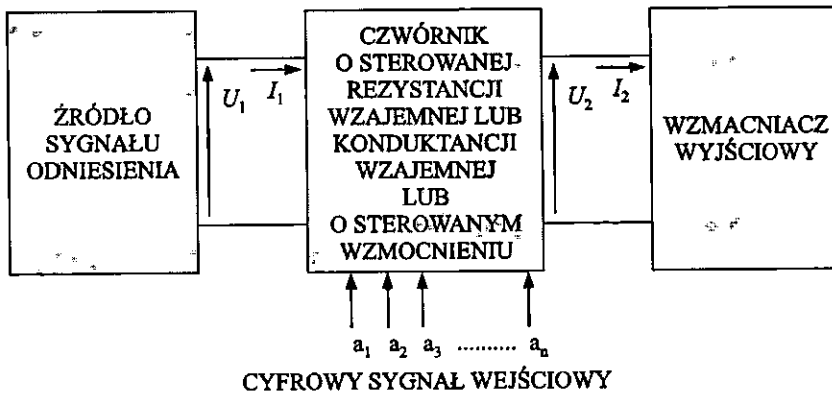 ŹRÓDŁO
SYGNAŁU
ODNIESIENIA
U1
I1
CZWÓRNIK
O STEROWANEJ
REZYSTANCJI
WZAJEMNEJ LUB
KONDUKTANCJI
WZAJEMNEJ
LUB
O STEROWANYM
WZMOCNIENIU
U2
I2
WZMACNIACZ
WYJŚCIOWY
a1 a2 a3 .......... an
CYFROWY SYGNAŁ WEJŚCIOWY